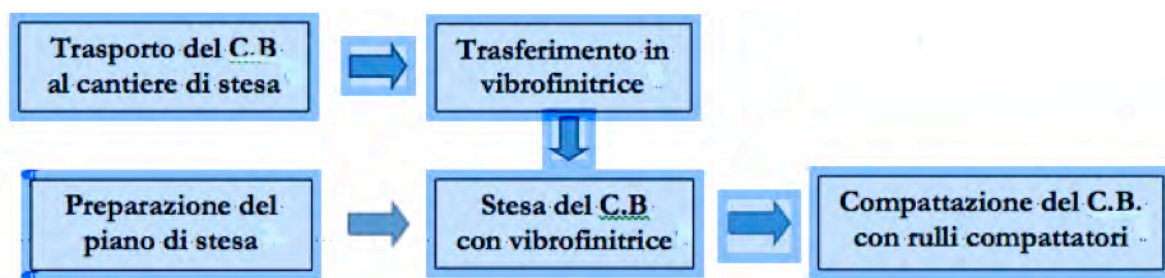 Trasporto del C.B
al cantiere di stesa
Trasferimento in
vibrofinitrice
Preparazione del
piano di stesa
Stesa del C.B
con vibrofinitrice
Compattazione del C.B.
con rulli compattatori